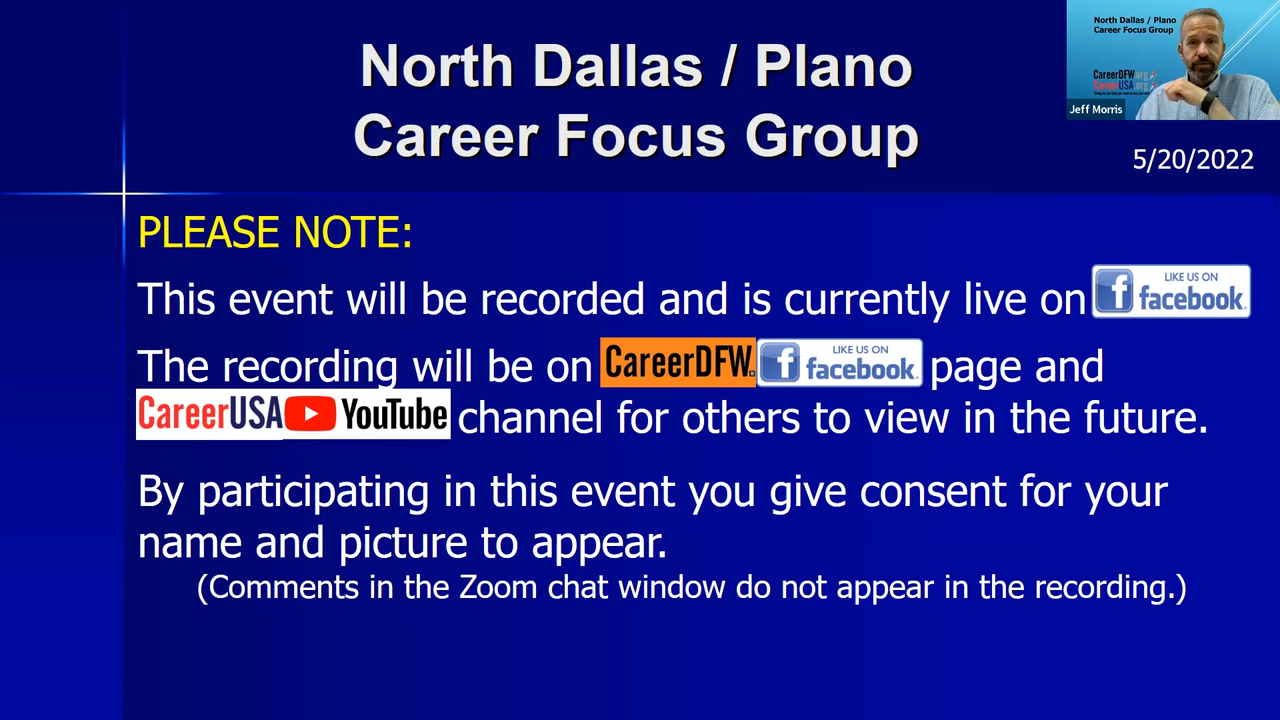 North Dallas / Plano
Career Focus Group
North Dallas / Plano
Career Focus Group
CareerDFW.org
CareerUSA.org
Jeff Morris
5/20/2022
PLEASE NOTE:
This event will be recorded and is currently live on LIKE US ON facebook.
The recording will be on CareerDFW. LIKE US ON facebook. page and
CareerUSA YouTube channel for others to view in the future.
By participating in this event you give consent for your
name and picture to appear.
(Comments in the Zoom chat window do not appear in the recording.)